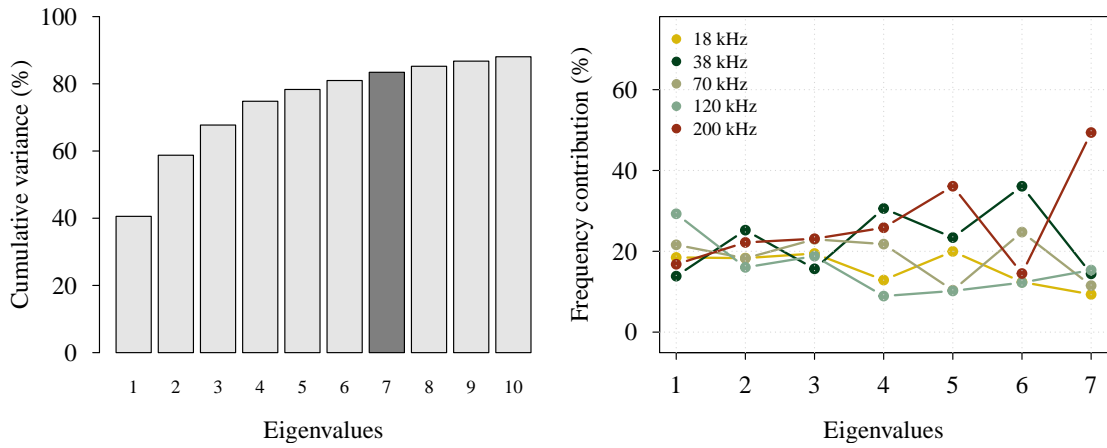 Cumulative variance (%)
100
80
60
40
20
0
1 2 3 4 5 6 7 8 9 10
Eigenvalues
Frequency contribution (%)
60
40
20
0
18 kHz
38 kHz
70 kHz
120 kHz
200 kHz
1 2 3 4 5 6 7
Eigenvalues